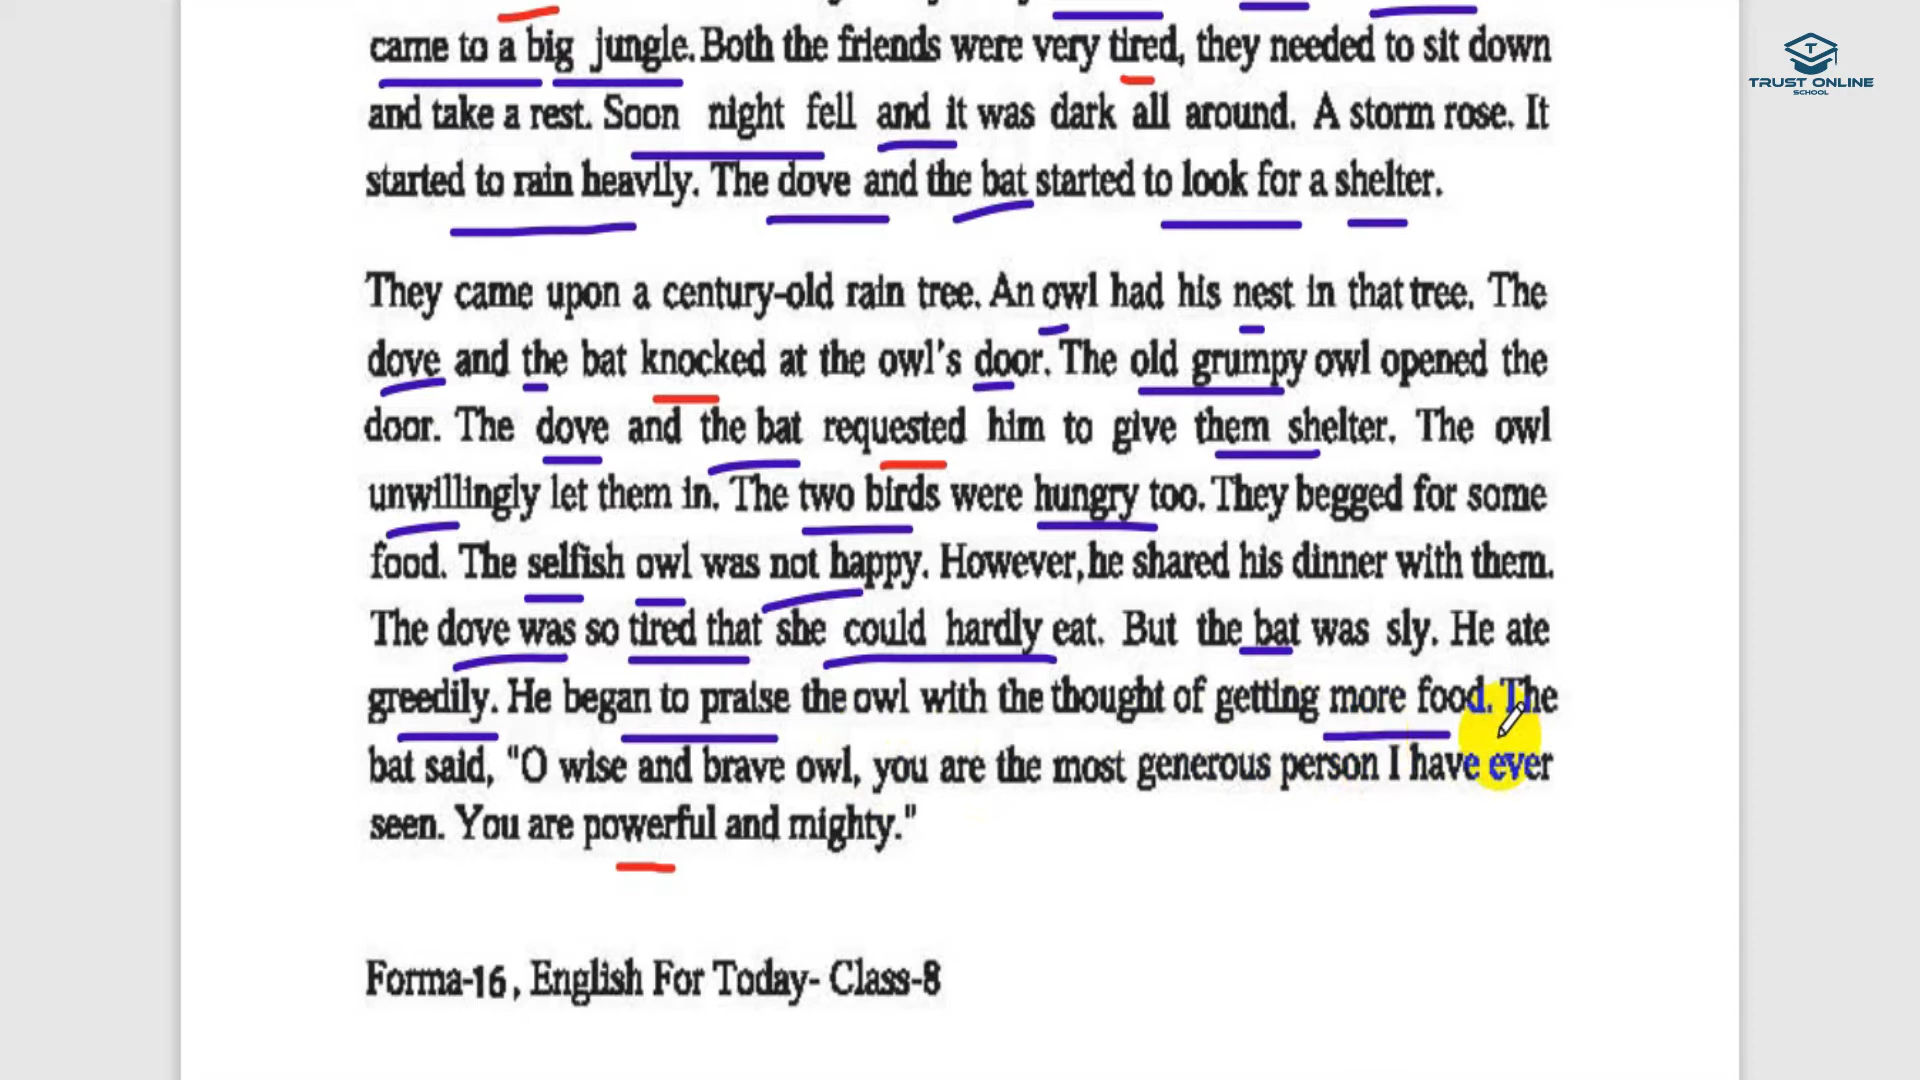 came to a big jungle. Both the friends were very tired, they needed to sit down
and take a rest. Soon night fell and it was dark all around. A storm rose. It
started to rain heavily. The dove and the bat started to look for a shelter.
They came upon a century-old rain tree. An owl had his nest in that tree. The
dove and the bat knocked at the owl's door. The old grumpy owl opened the
door. The dove and the bat requested him to give them shelter. The owl
unwillingly let them in. The two birds were hungry too. They begged for some
food. The selfish owl was not happy. However, he shared his dinner with them.
The dove was so tired that she could hardly eat. But the bat was sly. He ate
greedily. He began to praise the owl with the thought of getting more food. The
bat said, "O wise and brave owl, you are the most generous person I have ever
seen. You are powerful and mighty."
Forma-16, English For Today- Class-8
T
TRUST ONLINE
SCHOOL